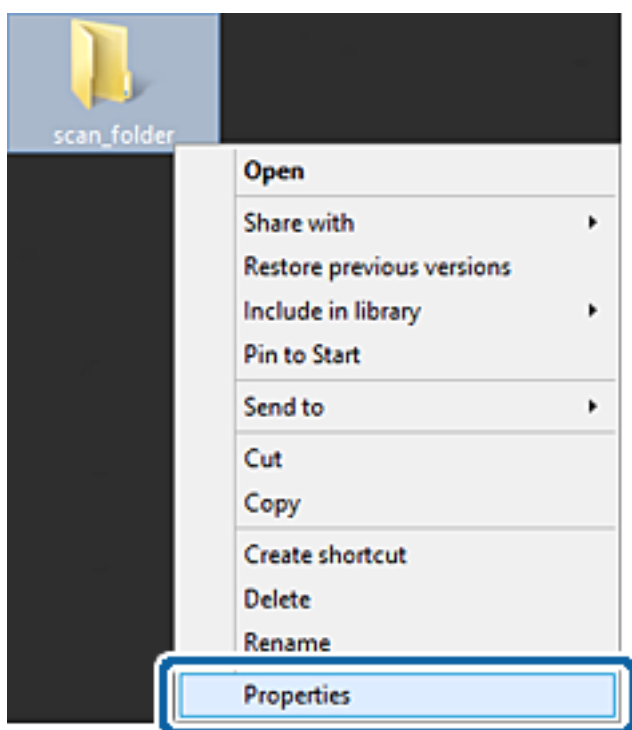 scan_folder
Open
Share with
Restore previous versions
Include in library
Pin to Start
Send to
Cut
Copy
Create shortcut
Delete
Rename
Properties